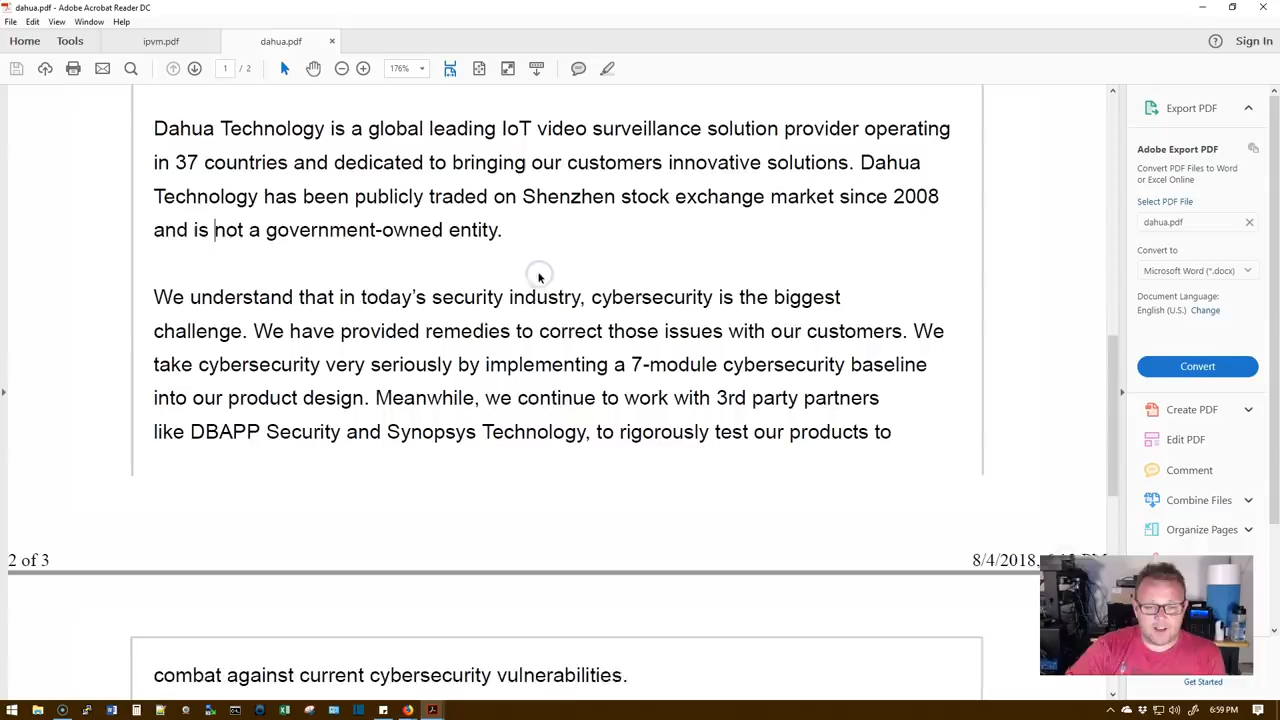 dahua.pdf - Adobe Acrobat Reader DC
File Edit View Window Help
Home Tools ipvm.pdf dahua.pdf × Sign In
1 / 2 176%
Dahua Technology is a global leading IoT video surveillance solution provider operating
in 37 countries and dedicated to bringing our customers innovative solutions. Dahua
Technology has been publicly traded on Shenzhen stock exchange market since 2008
and is not a government-owned entity.
We understand that in today's security industry, cybersecurity is the biggest
challenge. We have provided remedies to correct those issues with our customers. We
take cybersecurity very seriously by implementing a 7-module cybersecurity baseline
into our product design. Meanwhile, we continue to work with 3rd party partners
like DBAPP Security and Synopsys Technology, to rigorously test our products to
2 of 3 8/4/2018,
combat against current cybersecurity vulnerabilities.
Export PDF
Adobe Export PDF
Convert PDF Files to Word
or Excel Online
Select PDF File
dahua.pdf
Convert to
Microsoft Word (*.docx)
Document Language:
English (U.S.) Change
Convert
Create PDF
Edit PDF
Comment
Combine Files
Organize Pages
Get Started
6:59 PM